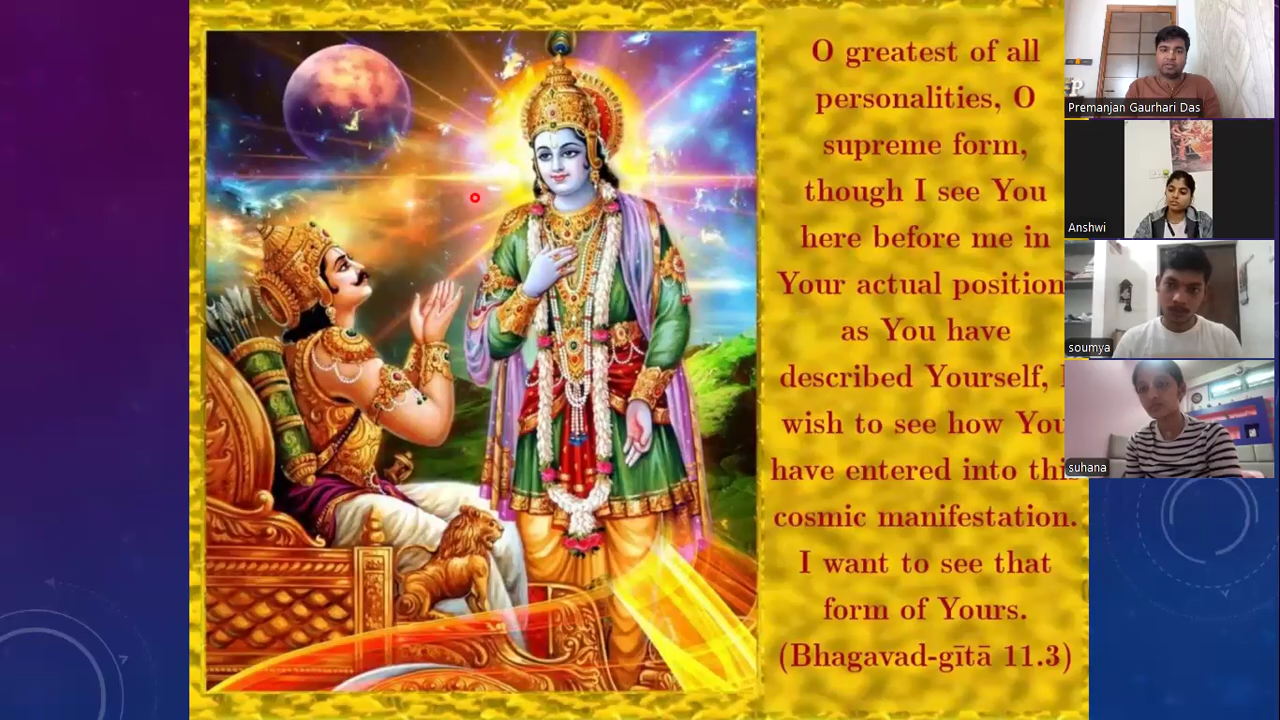 O greatest of all
personalities, O
supreme form,
though I see You
here before me in
Your actual position
as You have
described Yourself, I
wish to see how You
have entered into this
cosmic manifestation.
I want to see that
form of Yours.
(Bhagavad-gītā 11.3)
Premanjan Gaurhari Das
Anshwi
soumya
suhana